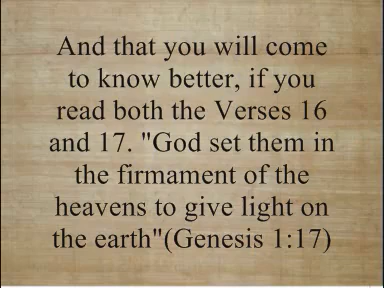 And that you will come
to know better, if you
read both the Verses 16
and 17. "God set them in
the firmament of the
heavens to give light on
the earth"(Genesis 1:17)